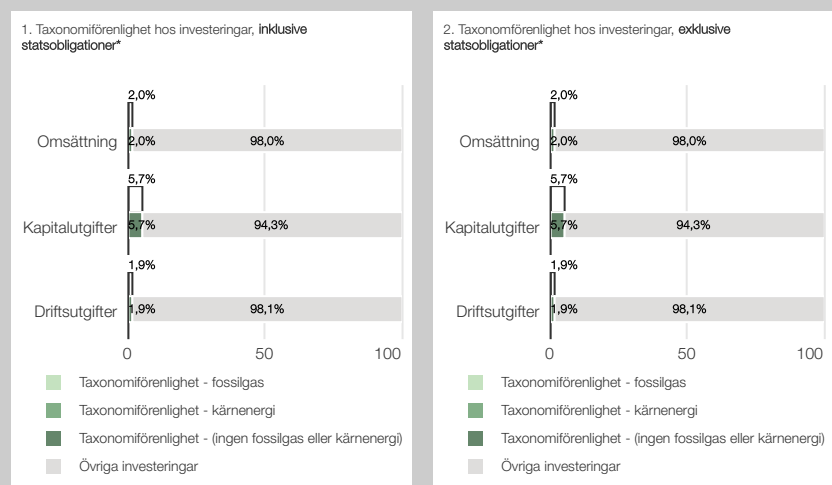 1. Taxonomiförenlighet hos investeringar, inklusive
statsobligationer*
2,0%
Omsättning
2,0%
98,0%
5,7%
Kapitalutgifter
5,7%
94,3%
1,9%
Driftsutgifter
1,9%
98,1%
0
50
100
Taxonomiförenlighet - fossilgas
Taxonomiförenlighet - kärnenergi
Taxonomiförenlighet - (ingen fossilgas eller kärnenergi)
Övriga investeringar
2. Taxonomförenlighet hos investeringar, exklusive
statsobligationer*
2,0%
Omsättning
2,0%
98,0%
5,7%
Kapitalutgifter
5,7%
94,3%
1,9%
Driftsutgifter
1,9%
98,1%
0
50
100
Taxonomiförenlighet - fossilgas
Taxonomiförenlighet - kärnenergi
Taxonomiförenlighet - (ingen fossilgas eller kärnenergi)
Övriga investeringar